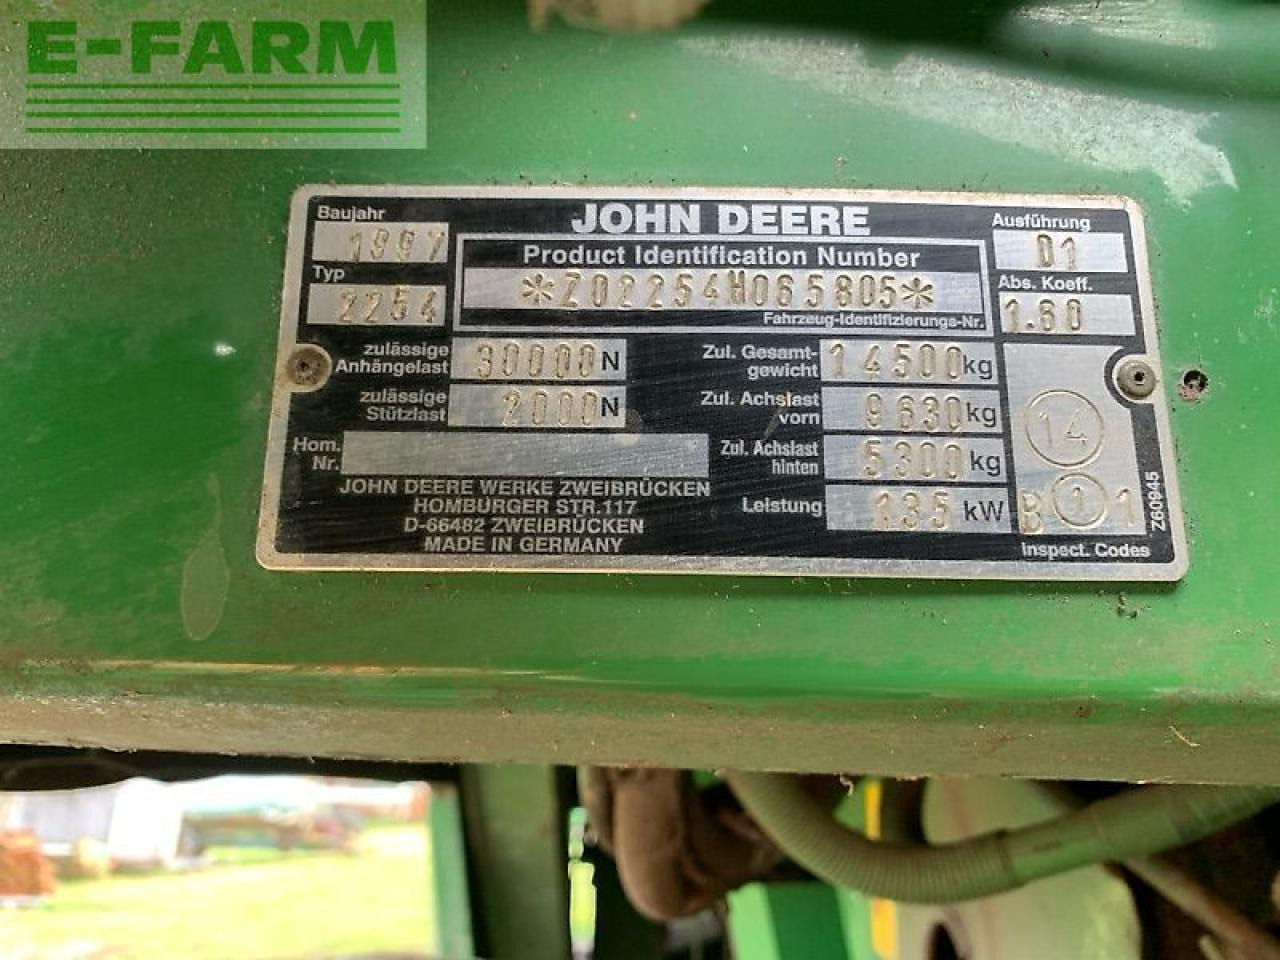 E-FARM
JOHN DEERE
Baujahr 1997
Product Identification Number
*Z02254H065805*
Fahrzeug-Identifizierungs-Nr.
Ausführung
D1
Typ
2254
Abs. Koeff.
1.60
zulässige Anhängelast 30000 N
zulässige Stützlast 2000 N
Hom. Nr.
JOHN DEERE WERKE ZWEIBRÜCKEN
HOMBURGER STR.117
D-66482 ZWEIBRÜCKEN
MADE IN GERMANY
Zul. Gesamt-
gewicht 14500 kg
Zul. Achslast
vorn 9630 kg
Zul. Achslast
hinten 5300 kg
Leistung 135 kW
14
B 1 1
Inspect. Codes
Z60945